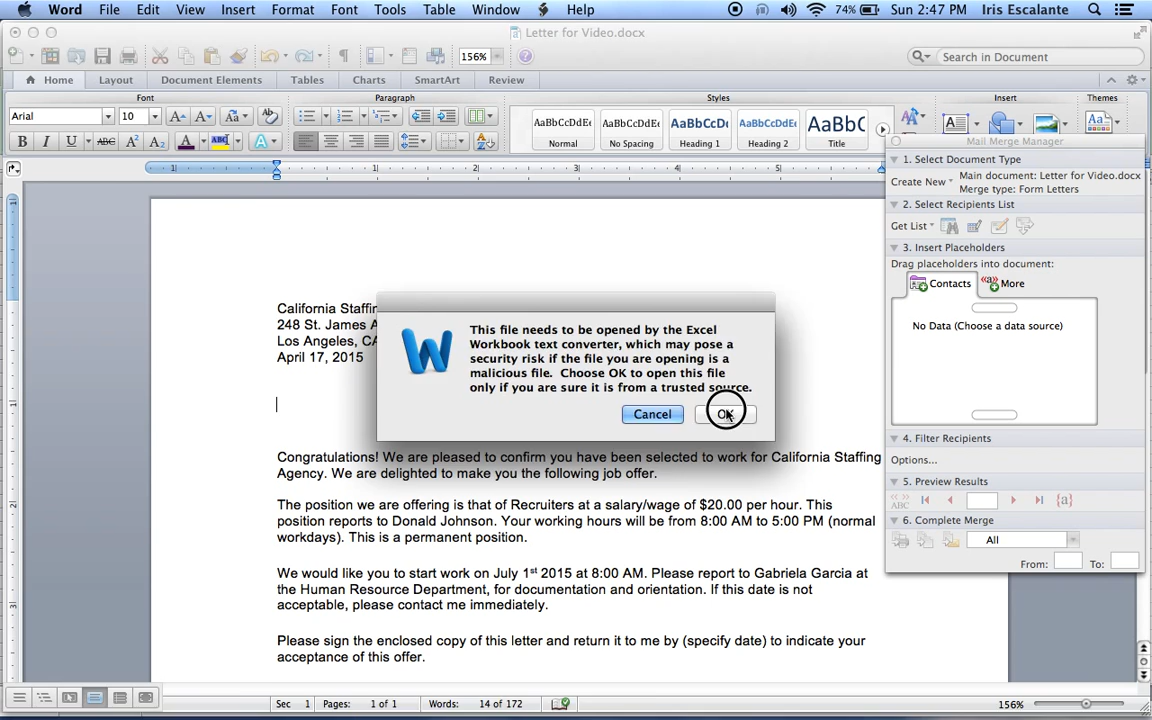 Word File Edit View Insert Format Font Tools Table Window Help 74% Sun 2:47 PM Iris Escalante
Letter for Video.docx
156% Search in Document
Home Layout Document Elements Tables Charts SmartArt Review
Font Paragraph Styles Insert Themes
Arial 10 Aa AaBbCcDdEe AaBbCcDdEe AaBbCcDc AaBbCcDdEe AaBbC
B I U ABC A² A₂ A ABC A Normal No Spacing Heading 1 Heading 2 Title
Mail Merge Manager
1. Select Document Type
Create New Main document: Letter for Video.docx
Merge type: Form Letters
2. Select Recipients List
Get List
3. Insert Placeholders
Drag placeholders into document:
Contacts More
No Data (Choose a data source)
4. Filter Recipients
Options...
5. Preview Results
ABC
6. Complete Merge
All
From: To:
California Staffin
248 St. James A
Los Angeles, CA
April 17, 2015
This file needs to be opened by the Excel
Workbook text converter, which may pose a
security risk if the file you are opening is a
malicious file. Choose OK to open this file
only if you are sure it is from a trusted source.
Cancel OK
Congratulations! We are pleased to confirm you have been selected to work for California Staffing
Agency. We are delighted to make you the following job offer.
The position we are offering is that of Recruiters at a salary/wage of $20.00 per hour. This
position reports to Donald Johnson. Your working hours will be from 8:00 AM to 5:00 PM (normal
workdays). This is a permanent position.
We would like you to start work on July 1st 2015 at 8:00 AM. Please report to Gabriela Garcia at
the Human Resource Department, for documentation and orientation. If this date is not
acceptable, please contact me immediately.
Please sign the enclosed copy of this letter and return it to me by (specify date) to indicate your
acceptance of this offer.
Sec 1 Pages: 1 of 1 Words: 14 of 172 156%